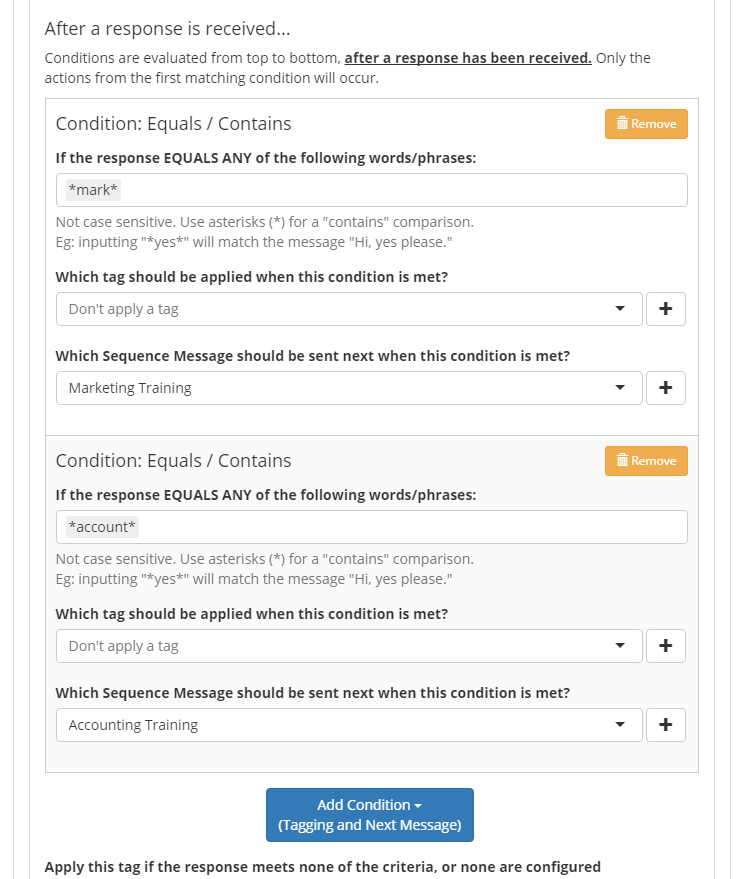 After a response is received...
Conditions are evaluated from top to bottom, after a response has been received. Only the
actions from the first matching condition will occur.
Condition: Equals / Contains
Remove
If the response EQUALS ANY of the following words/phrases:
*mark*
Not case sensitive. Use asterisks (*) for a "contains" comparison.
Eg: inputting "*yes*" will match the message "Hi, yes please."
Which tag should be applied when this condition is met?
Don't apply a tag
Which Sequence Message should be sent next when this condition is met?
Marketing Training
Condition: Equals / Contains
Remove
If the response EQUALS ANY of the following words/phrases:
*account*
Not case sensitive. Use asterisks (*) for a "contains" comparison.
Eg: inputting "*yes*" will match the message "Hi, yes please."
Which tag should be applied when this condition is met?
Don't apply a tag
Which Sequence Message should be sent next when this condition is met?
Accounting Training
Add Condition
(Tagging and Next Message)
Apply this tag if the response meets none of the criteria, or none are configured